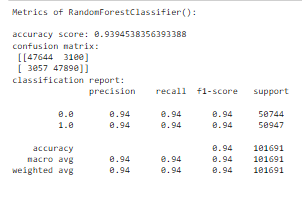 Metrics of RandomForestClassifier():
accuracy score: 0.9394538356393388
confusion matrix:
[[47644 3100]
[ 3057 47890]]
classification report:
precision recall f1-score support
0.0 0.94 0.94 0.94 50744
1.0 0.94 0.94 0.94 50947
accuracy 0.94 101691
macro avg 0.94 0.94 0.94 101691
weighted avg 0.94 0.94 0.94 101691